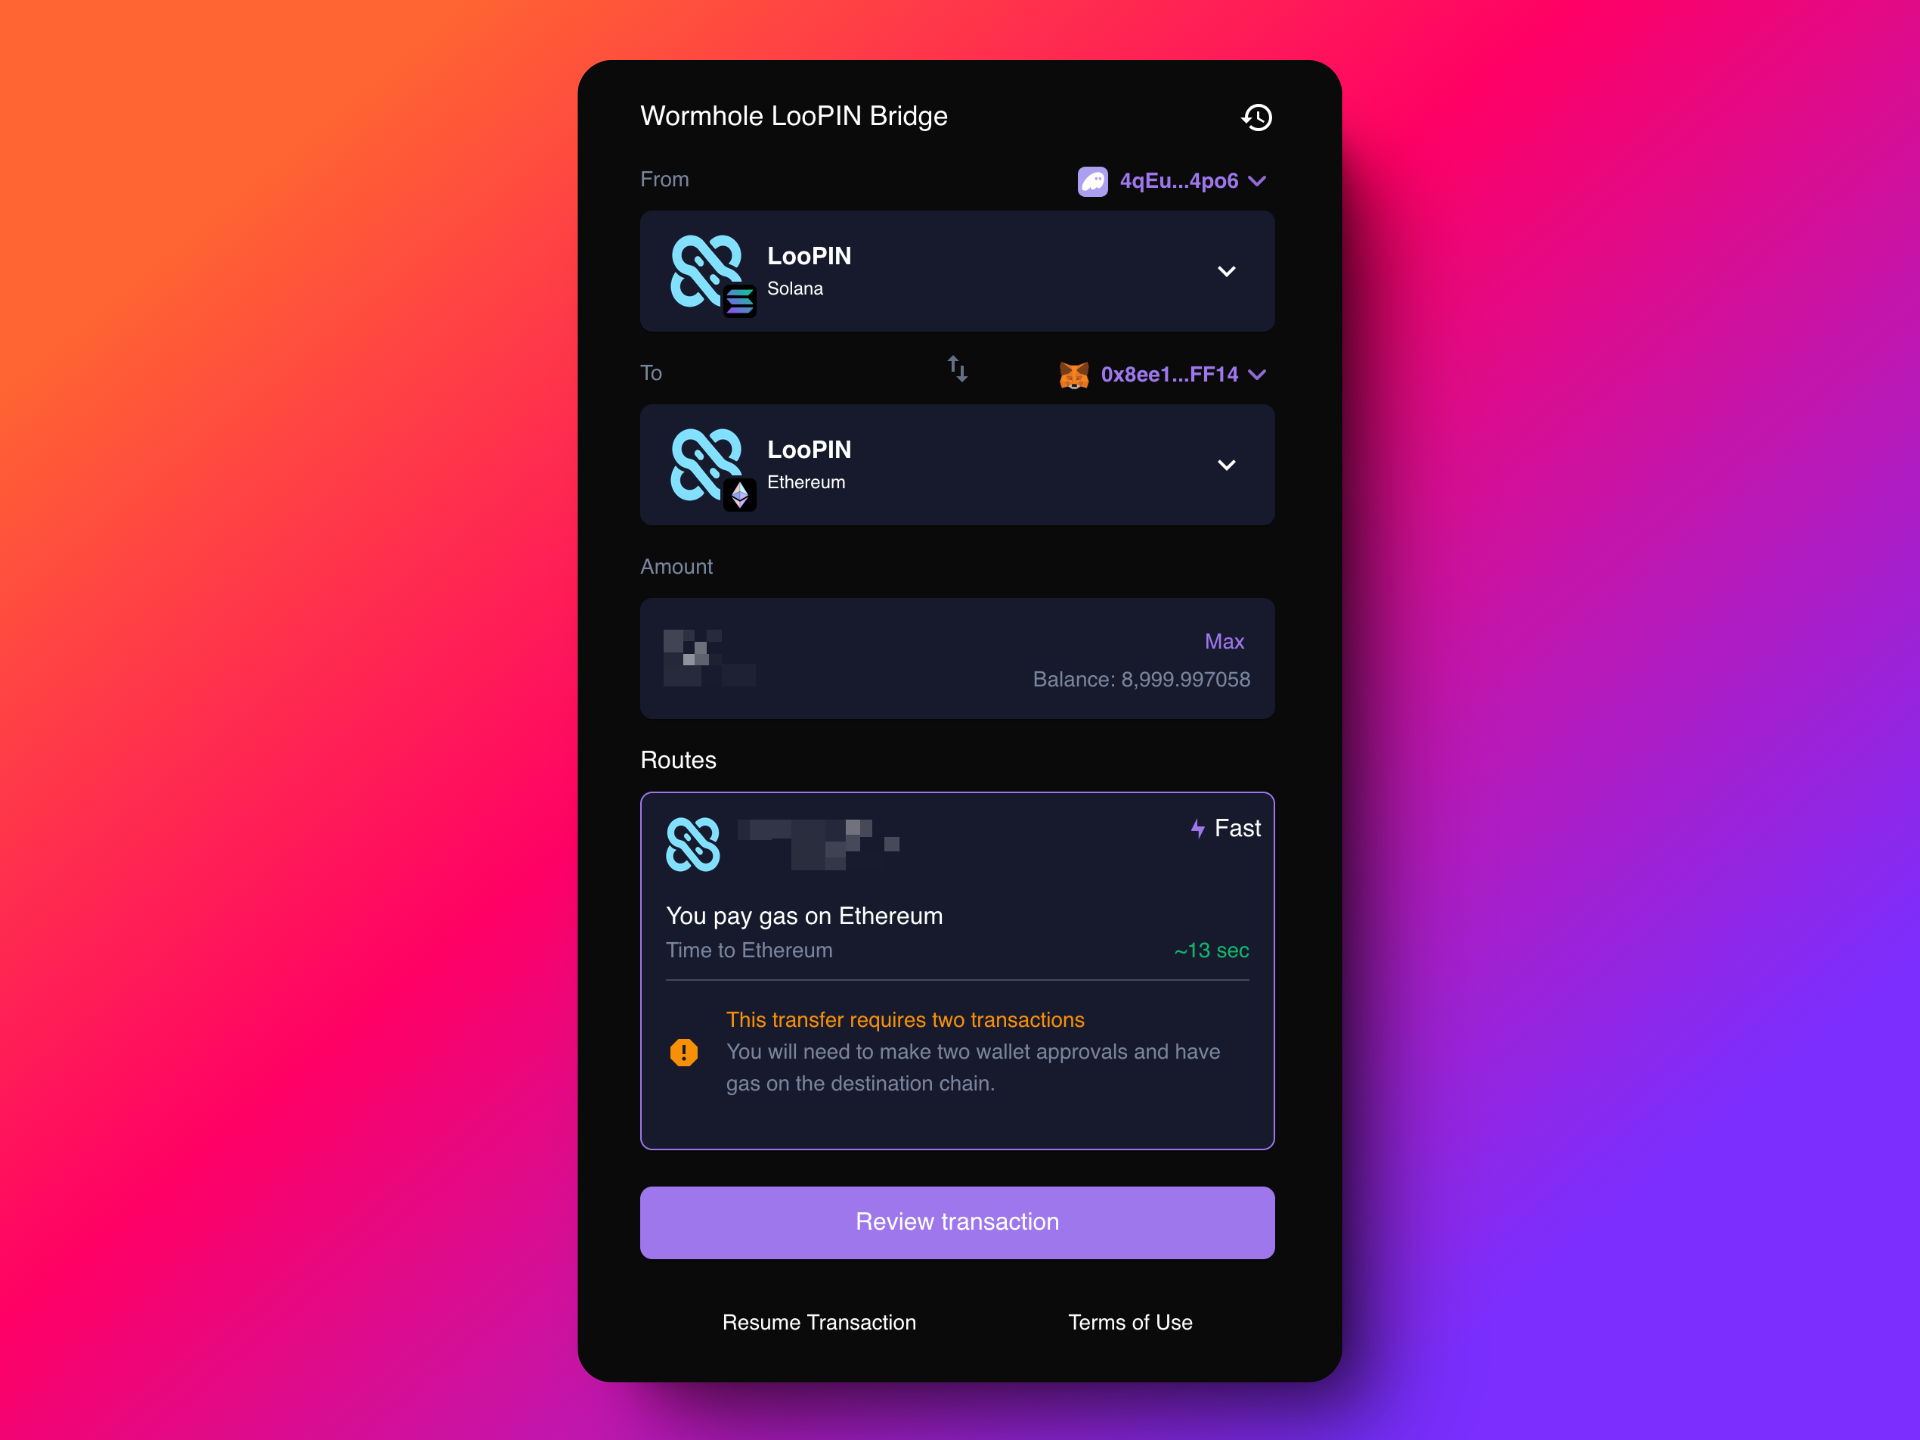 Wormhole LooPIN Bridge
From
4qEu...4po6
LooPIN
Solana
To
0x8ee1...FF14
LooPIN
Ethereum
Amount
Max
Balance: 8,999.997058
Routes
Fast
You pay gas on Ethereum
Time to Ethereum
~13 sec
This transfer requires two transactions
You will need to make two wallet approvals and have
gas on the destination chain.
Review transaction
Resume Transaction
Terms of Use